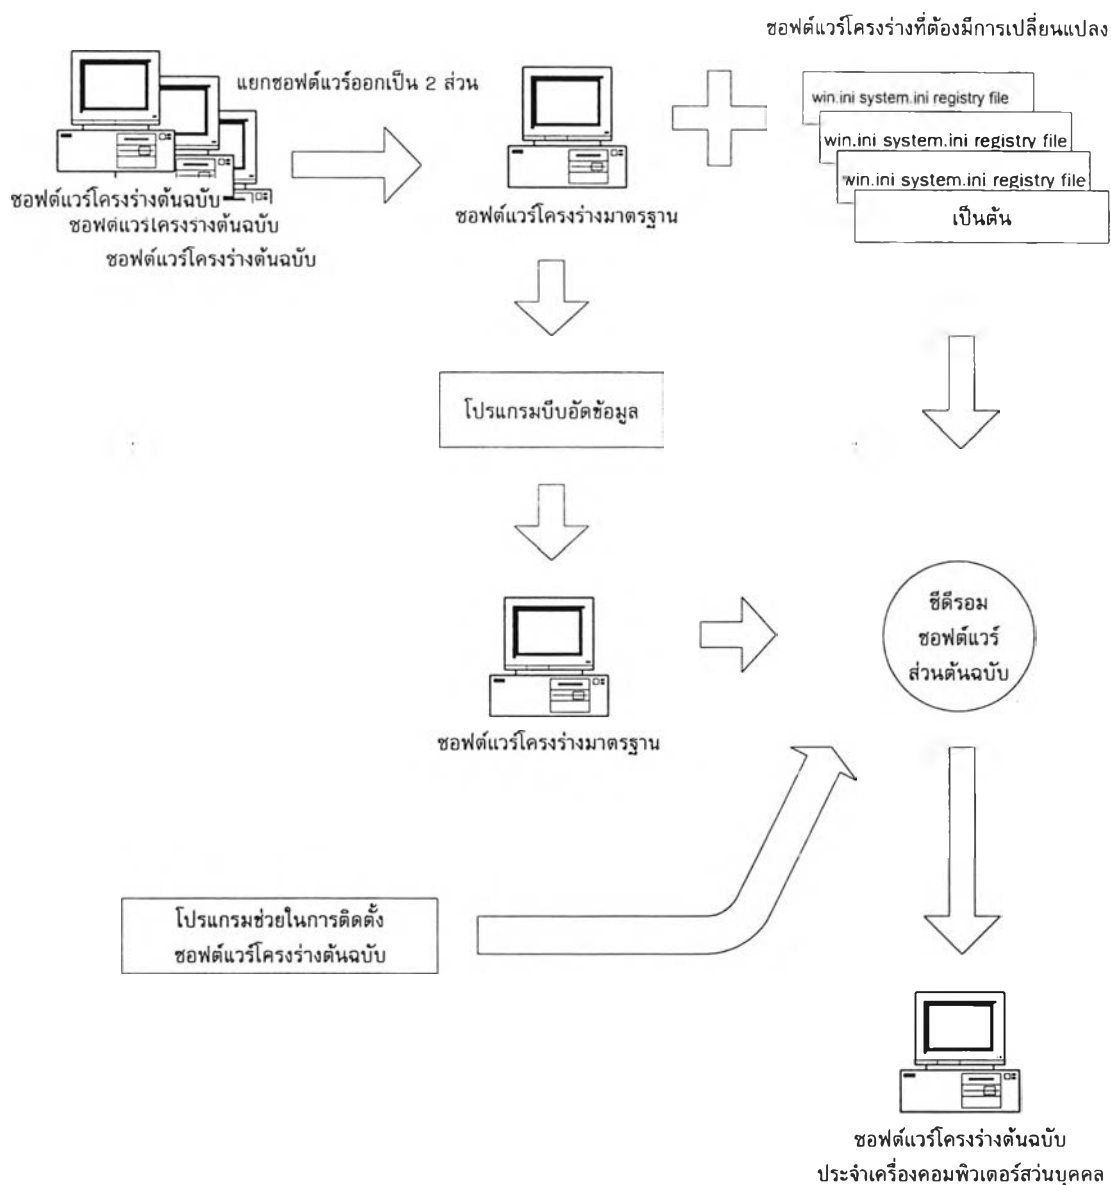 ซอฟต์แวร์โครงร่างที่ต้องมีการเปลี่ยนแปลง
แยกซอฟต์แวร์ออกเป็น 2 ส่วน
win.ini system.ini registry file
win.ini system.ini registry file
win.ini system.ini registry file
เป็นต้น
ซอฟต์แวร์โครงร่างต้นฉบับ
ซอฟต์แวร์โครงร่างต้นฉบับ
ซอฟต์แวร์โครงร่างต้นฉบับ
ซอฟต์แวร์โครงร่างมาตรฐาน
โปรแกรมบีบอัดข้อมูล
ซีดีรอม
ซอฟต์แวร์
ส่วนต้นฉบับ
ซอฟต์แวร์โครงร่างมาตรฐาน
โปรแกรมช่วยในการติดตั้ง
ซอฟต์แวร์โครงร่างต้นฉบับ
ซอฟต์แวร์โครงร่างต้นฉบับ
ประจำเครื่องคอมพิวเตอร์สว่นบุคคล